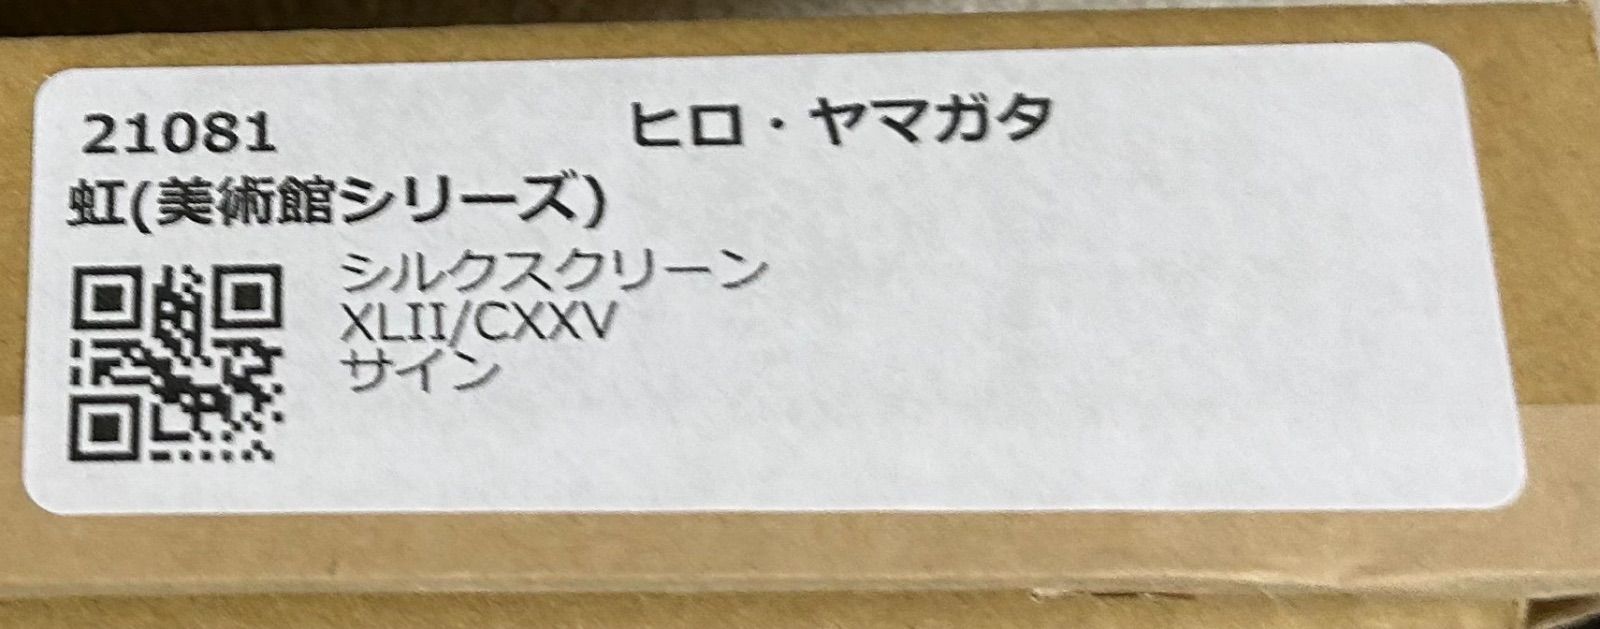 21081 ヒロ・ヤマガタ
虹(美術館シリーズ)
シルクスクリーン
XLII/CXXV
サイン